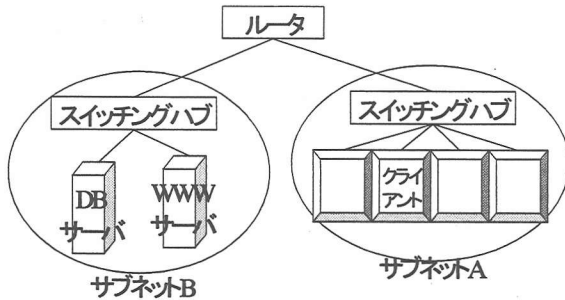 ルータ
スイッチングハブ
スイッチングハブ
DB
サーバ
WWW
サーバ
クライ
アント
サブネットB
サブネットA